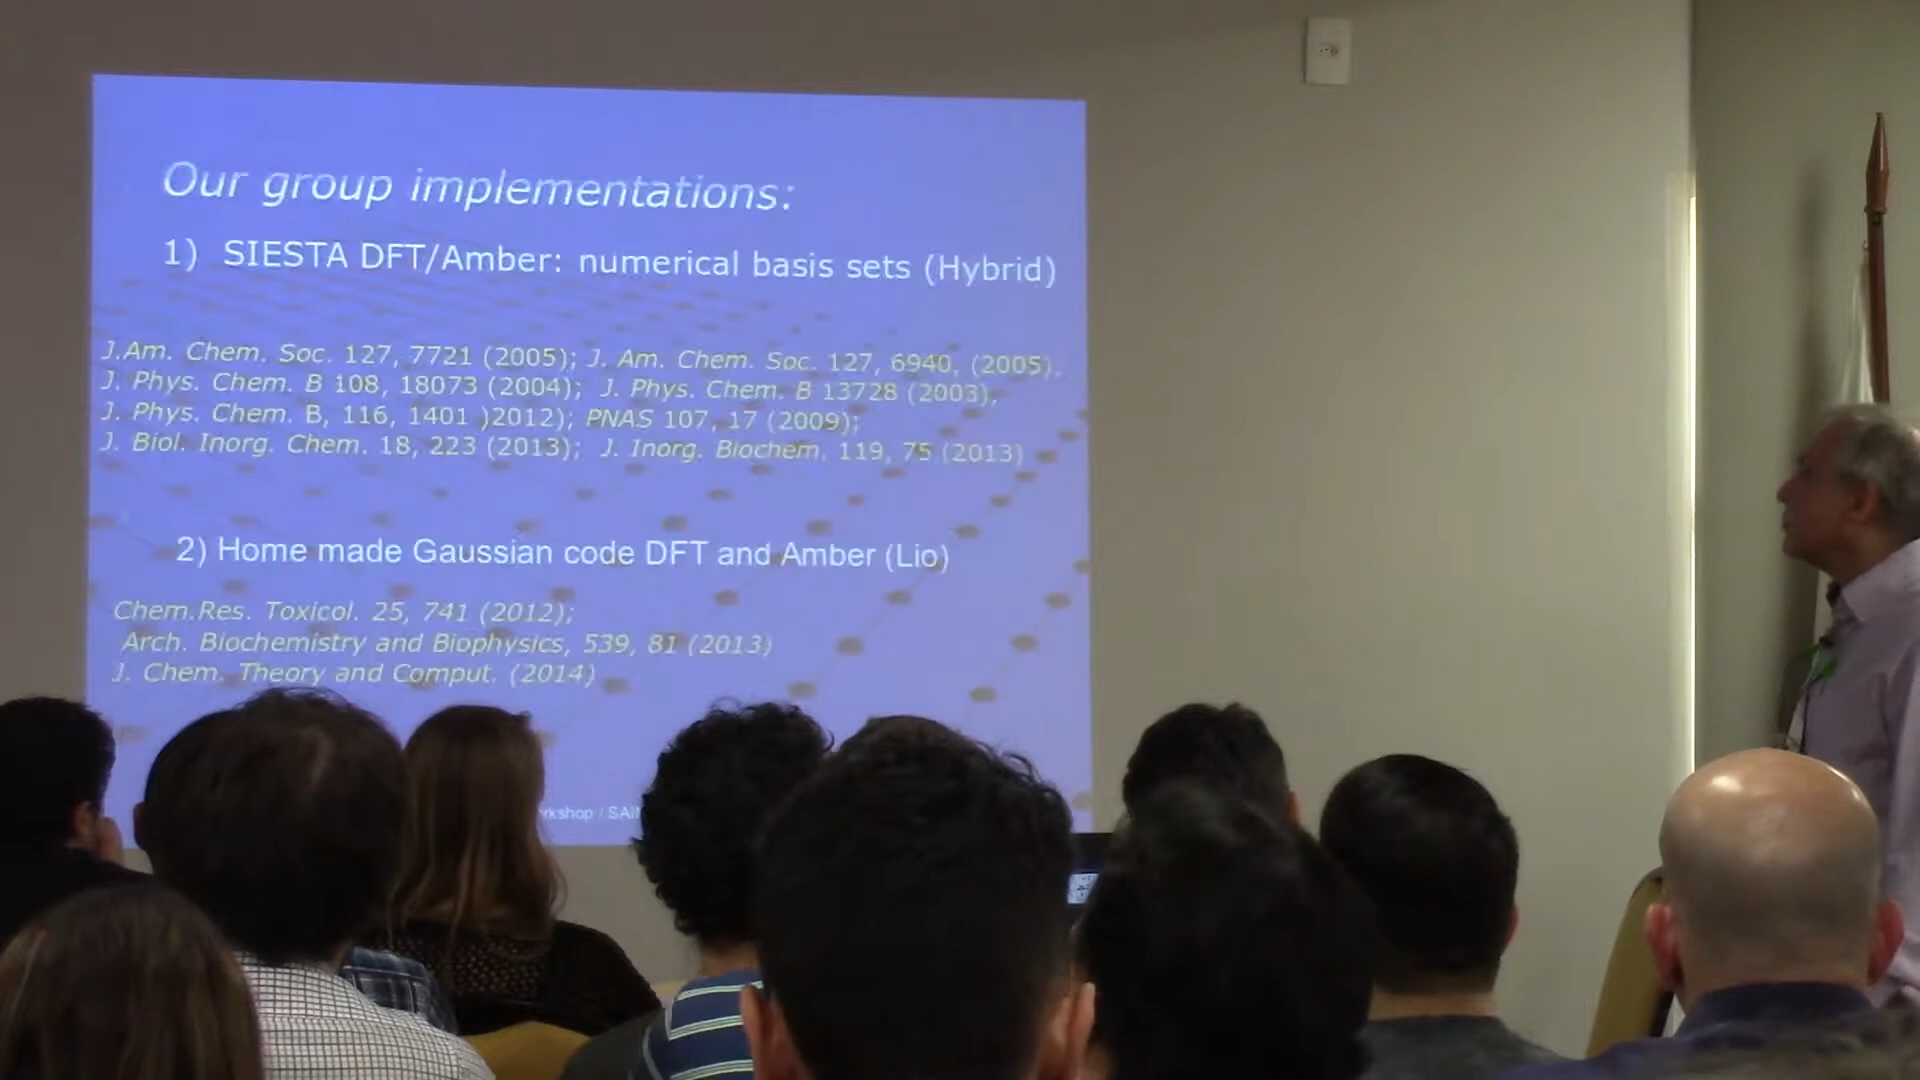 Our group implementations:
1) SIESTA DFT/Amber: numerical basis sets (Hybrid)
J.Am. Chem. Soc. 127, 7721 (2005); J. Am. Chem. Soc. 127, 6940, (2005),
J. Phys. Chem. B 108, 18073 (2004); J. Phys. Chem. B 13728 (2003),
J. Phys. Chem. B, 116, 1401 )2012); PNAS 107, 17 (2009);
J. Biol. Inorg. Chem. 18, 223 (2013); J. Inorg. Biochem. 119, 75 (2013)
2) Home made Gaussian code DFT and Amber (Lio)
Chem.Res. Toxicol. 25, 741 (2012);
Arch. Biochemistry and Biophysics, 539, 81 (2013)
J. Chem. Theory and Comput. (2014)